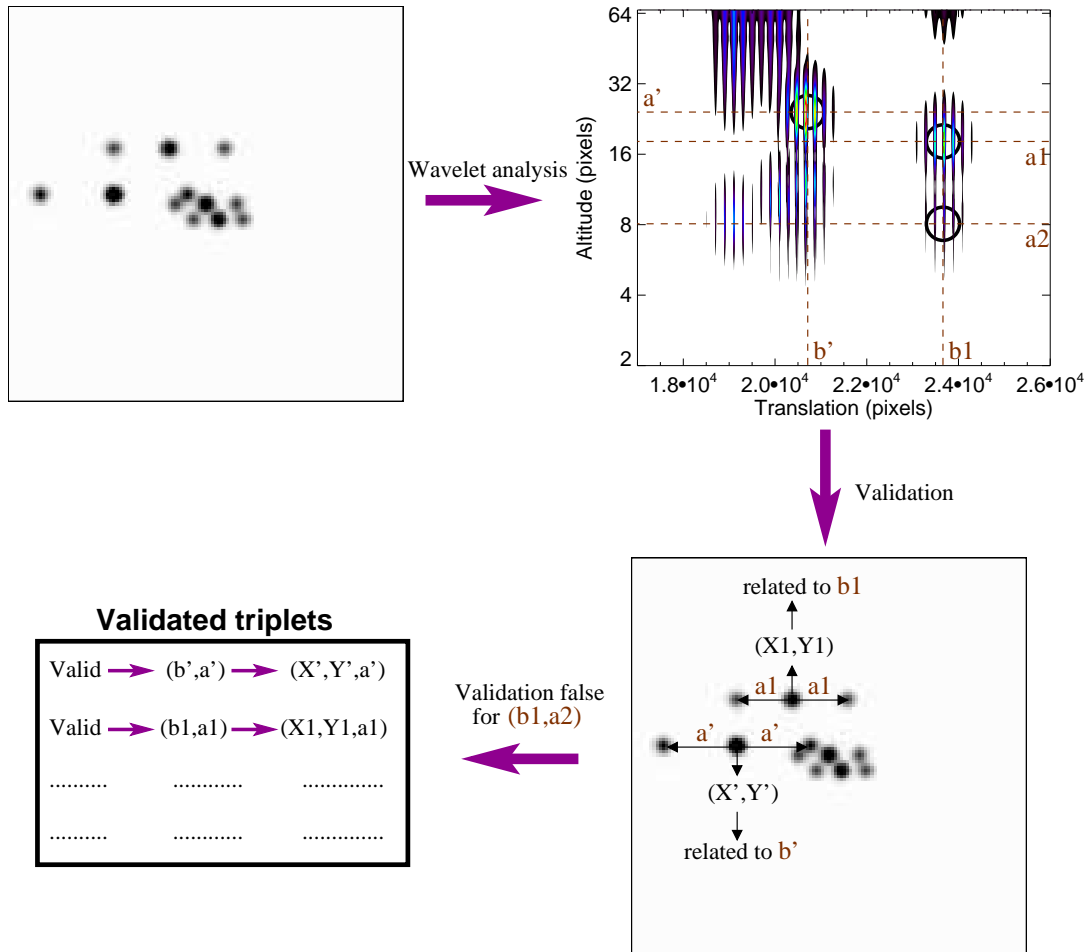 Wavelet analysis
64
32
16
8
4
2
Altitude (pixels)
a’
a1
a2
b’
b1
1.8•10⁴
2.0•10⁴
2.2•10⁴
2.4•10⁴
2.6•10⁴
Translation (pixels)
Validation
related to b1
(X1,Y1)
a1 a1
a’ a’
(X’,Y’)
related to b’
Validation false
for (b1,a2)
Validated triplets
Valid (b’,a’) (X’,Y’,a’)
Valid (b1,a1) (X1,Y1,a1)
.......... ............ ..............
.......... ............ ..............